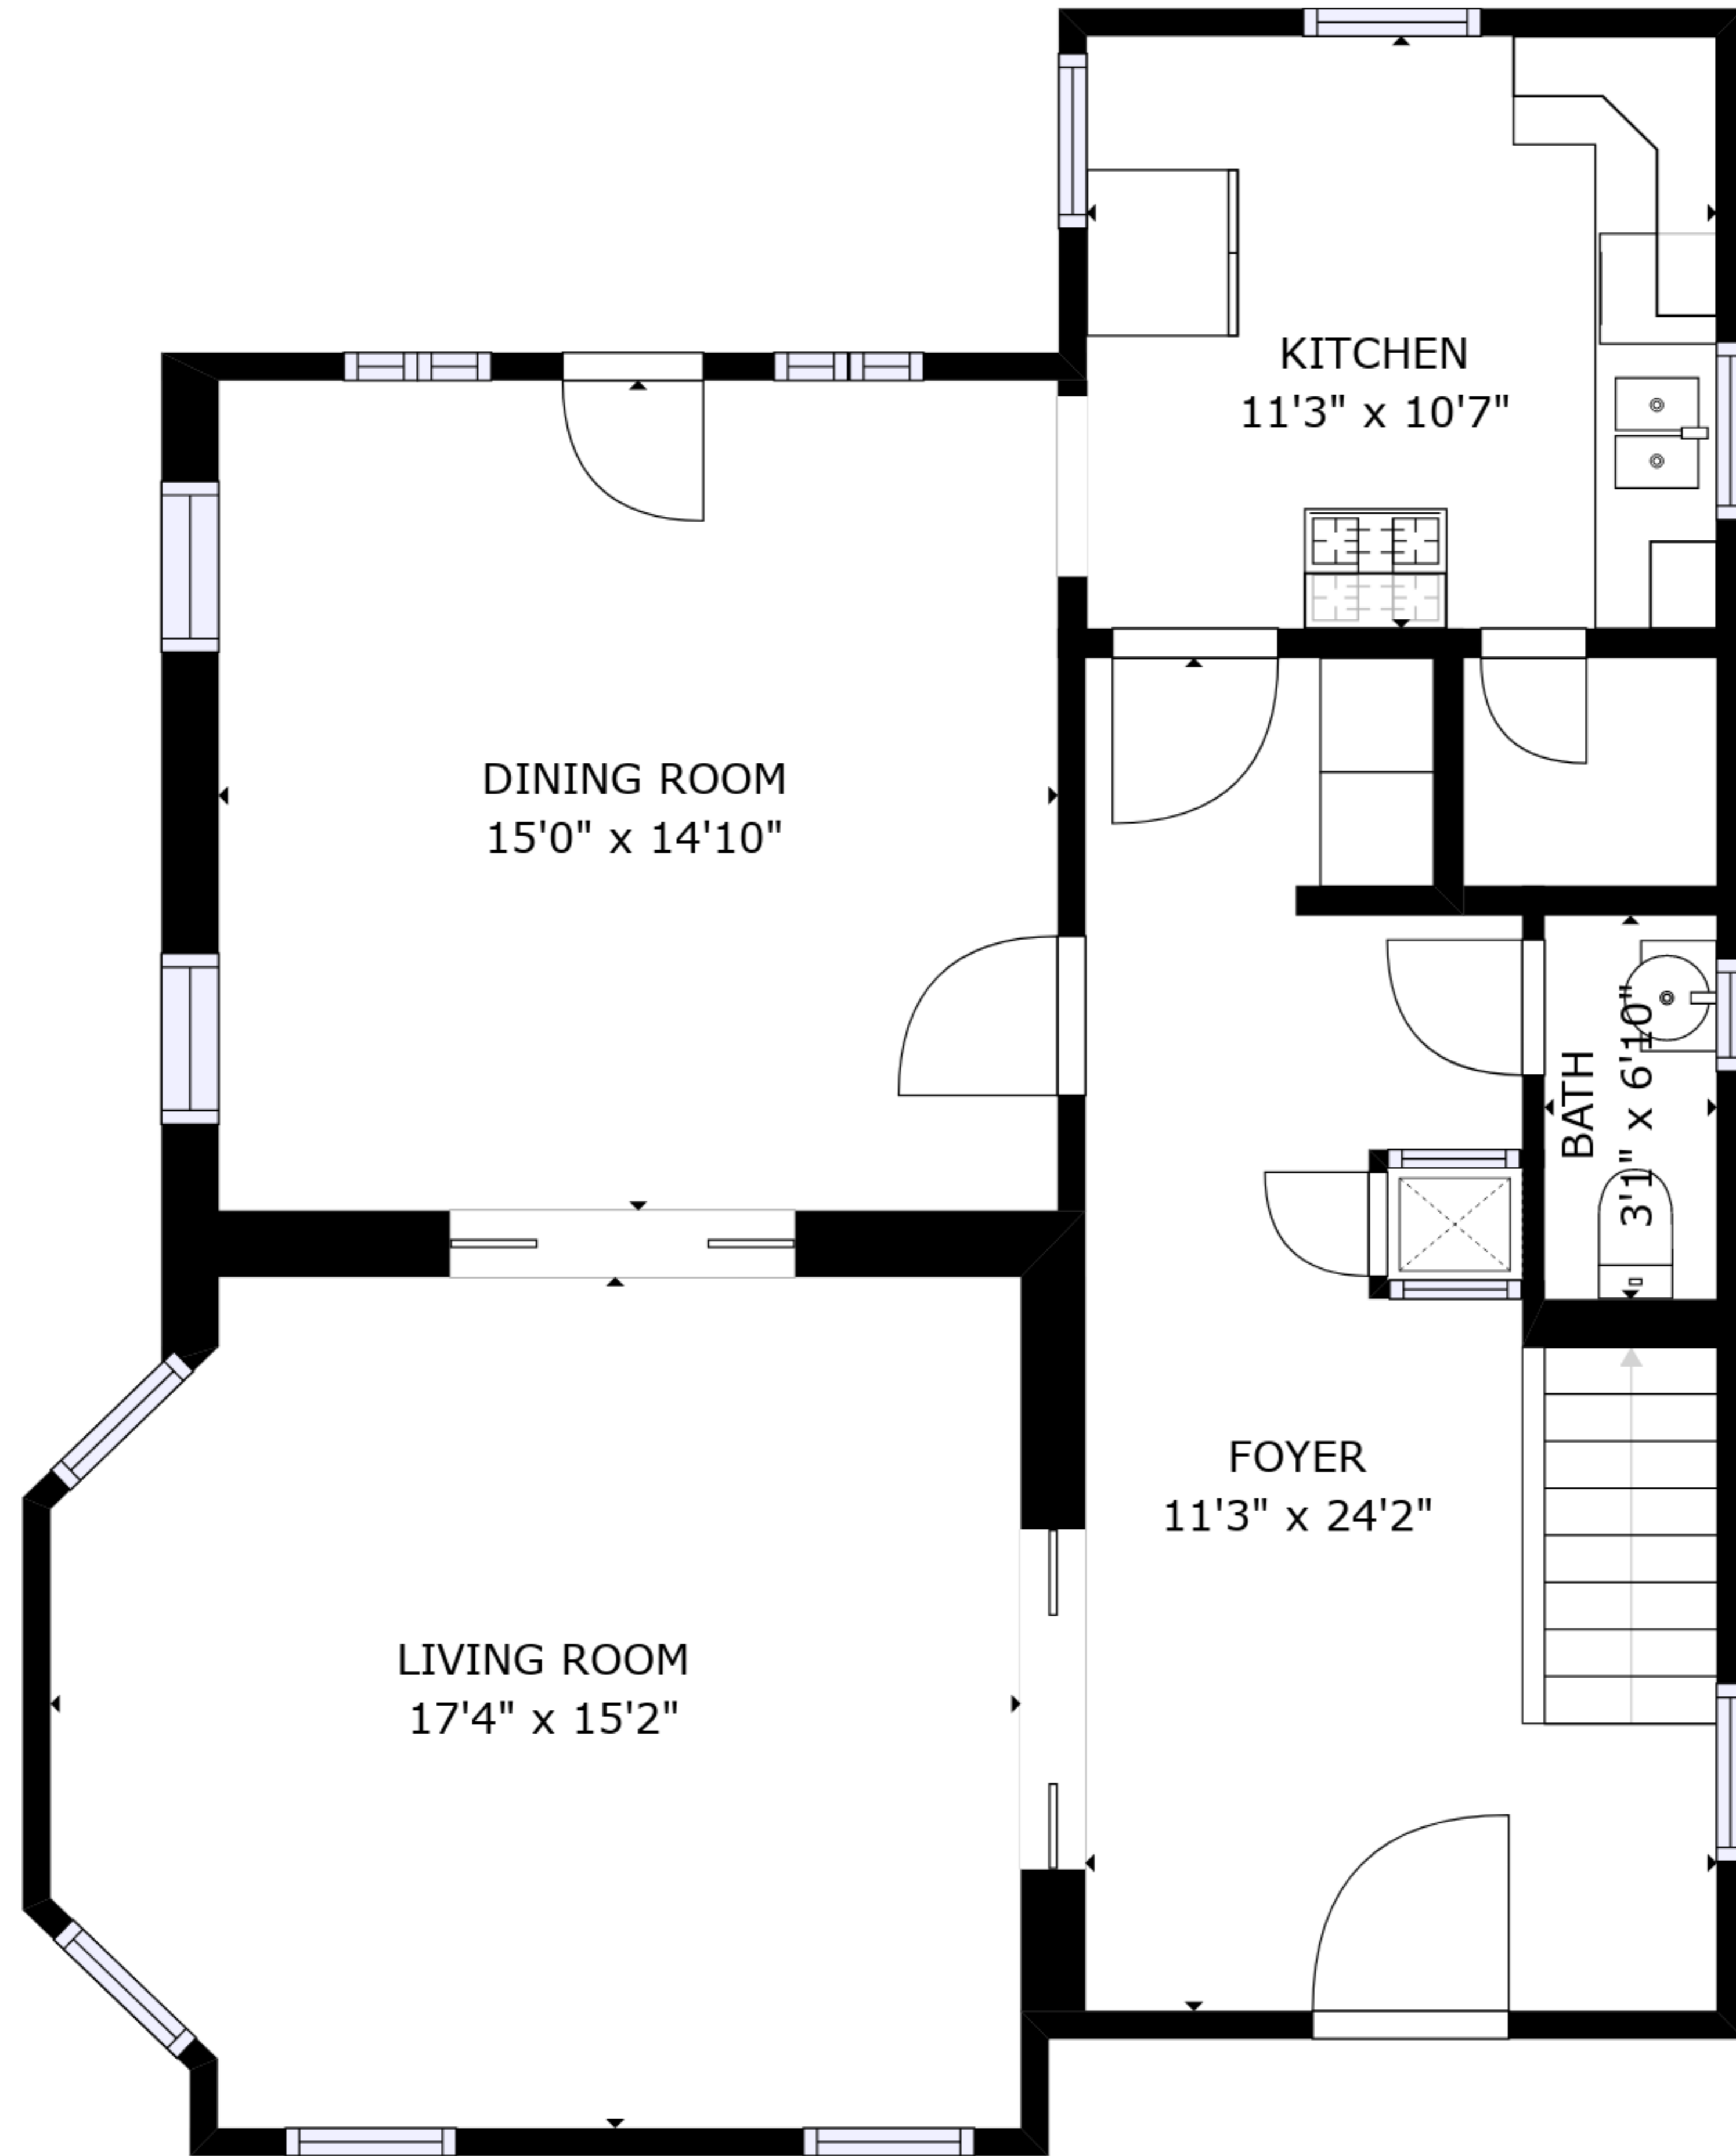 KITCHEN
11'3" x 10'7"
DINING ROOM
15'0" x 14'10"
BATH
3'1" x 6'10"
FOYER
11'3" x 24'2"
LIVING ROOM
17'4" x 15'2"